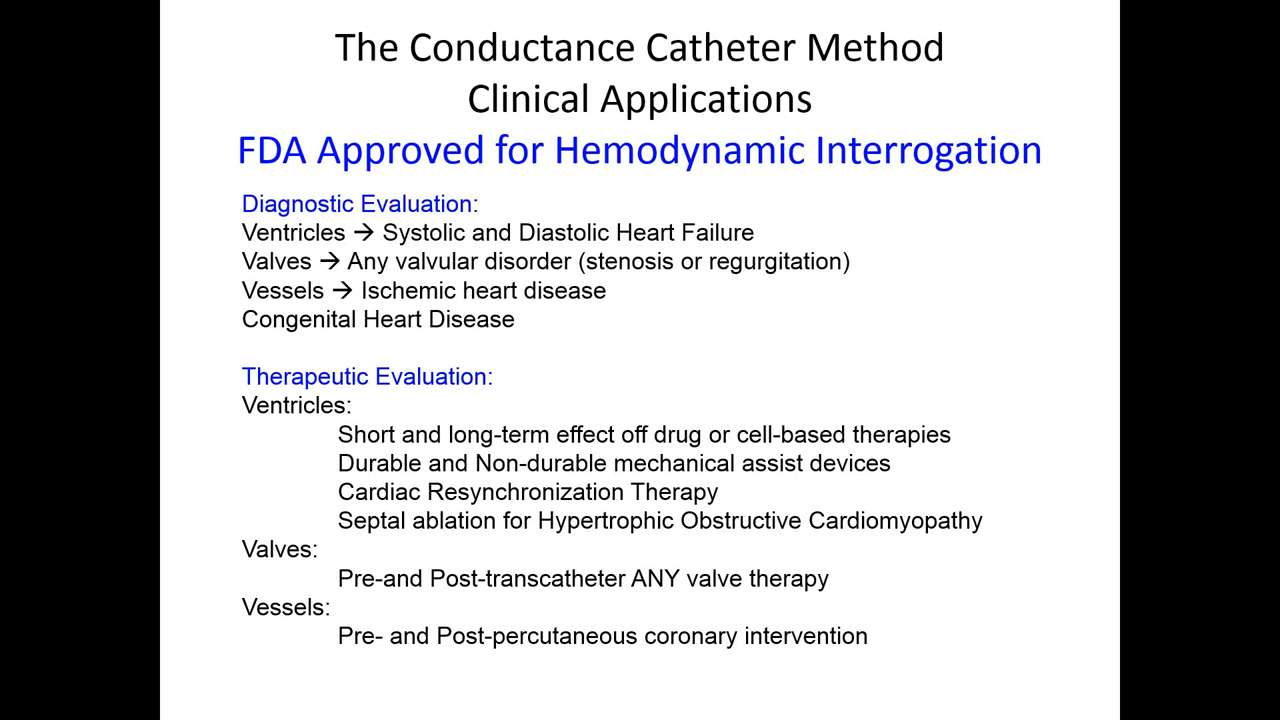 The Conductance Catheter Method
Clinical Applications
FDA Approved for Hemodynamic Interrogation
Diagnostic Evaluation:
Ventricles → Systolic and Diastolic Heart Failure
Valves → Any valvular disorder (stenosis or regurgitation)
Vessels → Ischemic heart disease
Congenital Heart Disease
Therapeutic Evaluation:
Ventricles:
Short and long-term effect off drug or cell-based therapies
Durable and Non-durable mechanical assist devices
Cardiac Resynchronization Therapy
Septal ablation for Hypertrophic Obstructive Cardiomyopathy
Valves:
Pre-and Post-transcatheter ANY valve therapy
Vessels:
Pre- and Post-percutaneous coronary intervention